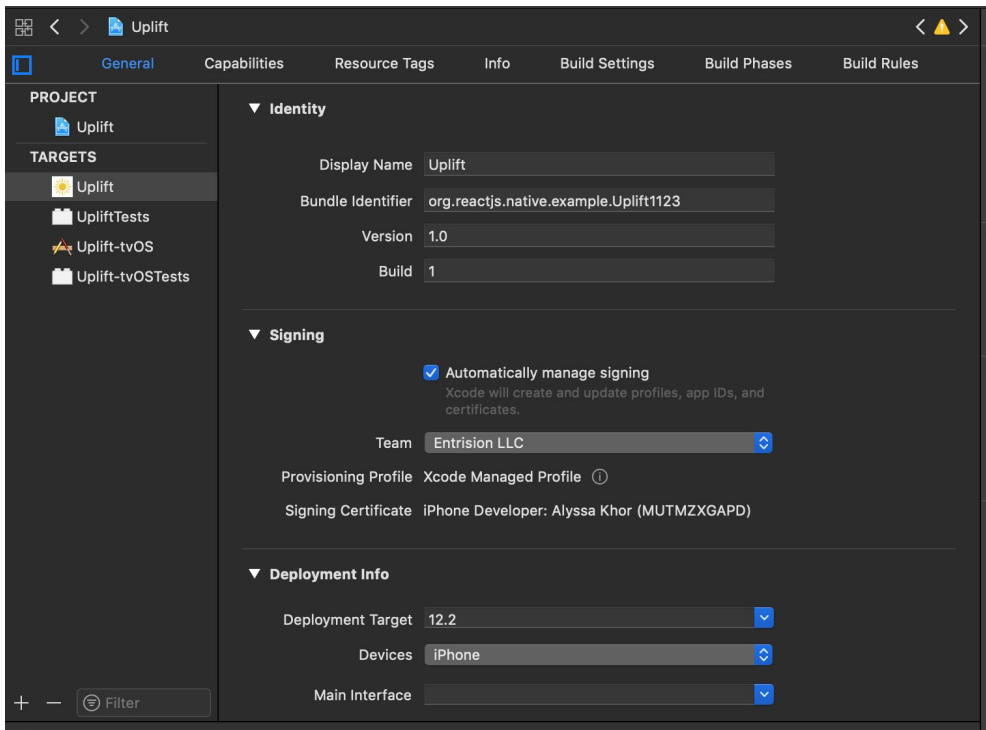 Uplift
General Capabilities Resource Tags Info Build Settings Build Phases Build Rules
PROJECT
Uplift
TARGETS
Uplift
UpliftTests
Uplift-tvOS
Uplift-tvOSTests
Filter
Identity
Display Name Uplift
Bundle Identifier org.reactjs.native.example.Uplift1123
Version 1.0
Build 1
Signing
Automatically manage signing
Xcode will create and update profiles, app IDs, and
certificates.
Team Entrision LLC
Provisioning Profile Xcode Managed Profile
Signing Certificate iPhone Developer: Alyssa Khor (MUTMZXGAPD)
Deployment Info
Deployment Target 12.2
Devices iPhone
Main Interface